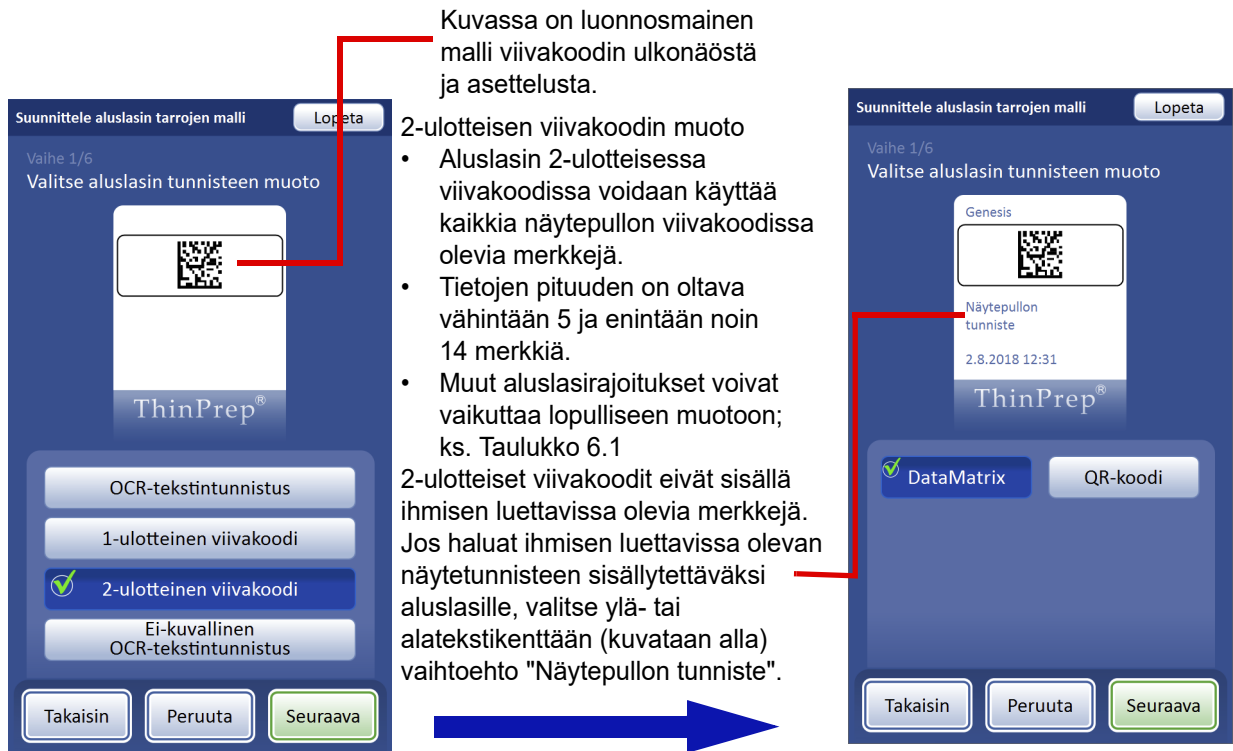 Kuvassa on luonnosmainen
malli viivakoodin ulkonäöstä
ja asettelusta.
Suunnittele aluslasin tarrojen malli
Lopeta
Vaihe 1/6
Valitse aluslasin tunnisteen muoto
ThinPrep®
OCR-tekstintunnistus
1-ulotteinen viivakoodi
2-ulotteinen viivakoodi
Ei-kuvallinen
OCR-tekstintunnistus
Takaisin
Peruuta
Seuraava
2-ulotteisen viivakoodin muoto
• Aluslasin 2-ulotteisessa
viivakoodissa voidaan käyttää
kaikkia näytepullon viivakoodissa
olevia merkkejä.
• Tietojen pituuden on oltava
vähintään 5 ja enintään noin
14 merkkiä.
• Muut aluslasirajoitukset voivat
vaikuttaa lopulliseen muotoon;
ks. Taulukko 6.1
2-ulotteiset viivakoodit eivät sisällä
ihmisen luettavissa olevia merkkejä.
Jos haluat ihmisen luettavissa olevan
näytetunnisteen sisällytettäväksi
aluslasille, valitse ylä- tai
alatekstikenttään (kuvataan alla)
vaihtoehto "Näytepullon tunniste".
Suunnittele aluslasin tarrojen malli
Lopeta
Vaihe 1/6
Valitse aluslasin tunnisteen muoto
Genesis
Näytepullon
tunniste
2.8.2018 12:31
ThinPrep®
DataMatrix
QR-koodi
Takaisin
Peruuta
Seuraava